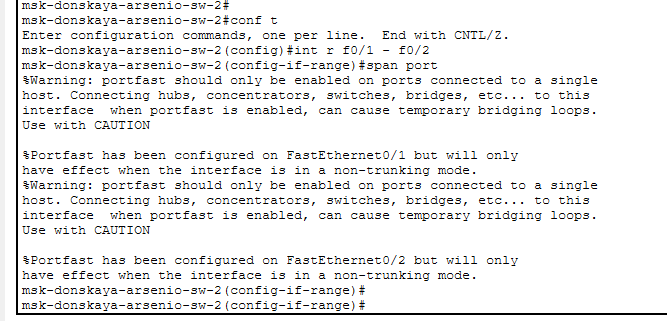 msk-donskaya-arsenio-sw-2#
msk-donskaya-arsenio-sw-2#conf t
Enter configuration commands, one per line.  End with CNTL/Z.
msk-donskaya-arsenio-sw-2(config)#int r f0/1 - f0/2
msk-donskaya-arsenio-sw-2(config-if-range)#span port
%Warning: portfast should only be enabled on ports connected to a single
host. Connecting hubs, concentrators, switches, bridges, etc... to this
interface  when portfast is enabled, can cause temporary bridging loops.
Use with CAUTION

%Portfast has been configured on FastEthernet0/1 but will only
have effect when the interface is in a non-trunking mode.
%Warning: portfast should only be enabled on ports connected to a single
host. Connecting hubs, concentrators, switches, bridges, etc... to this
interface  when portfast is enabled, can cause temporary bridging loops.
Use with CAUTION

%Portfast has been configured on FastEthernet0/2 but will only
have effect when the interface is in a non-trunking mode.
msk-donskaya-arsenio-sw-2(config-if-range)#
msk-donskaya-arsenio-sw-2(config-if-range)#